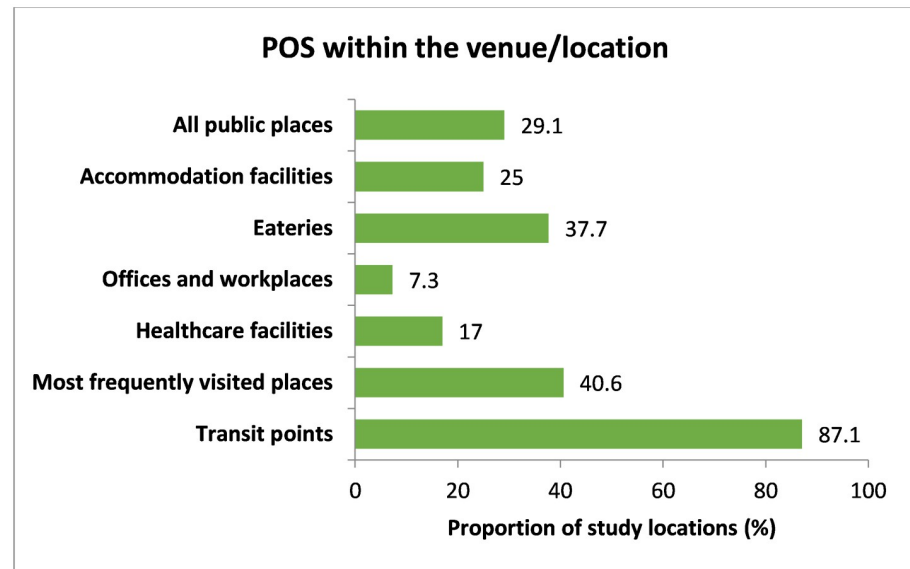 POS within the venue/location
All public places 29.1
Accommodation facilities 25
Eateries 37.7
Offices and workplaces 7.3
Healthcare facilities 17
Most frequently visited places 40.6
Transit points 87.1
0 20 40 60 80 100
Proportion of study locations (%)